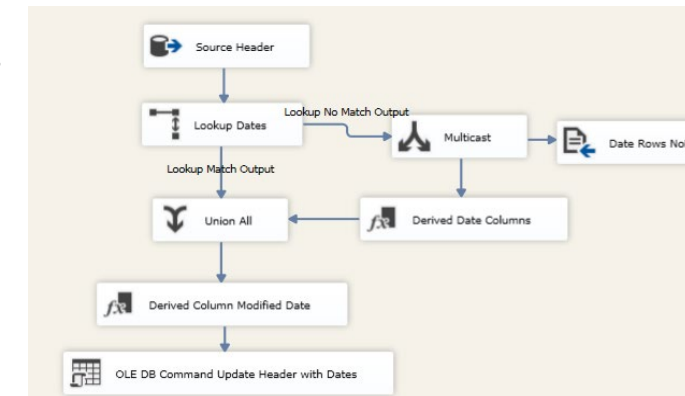 Source Header
Lookup No Match Output
Lookup Dates
Multicast
Date Rows No
Lookup Match Output
Union All
Derived Date Columns
Derived Column Modified Date
OLE DB Command Update Header with Dates